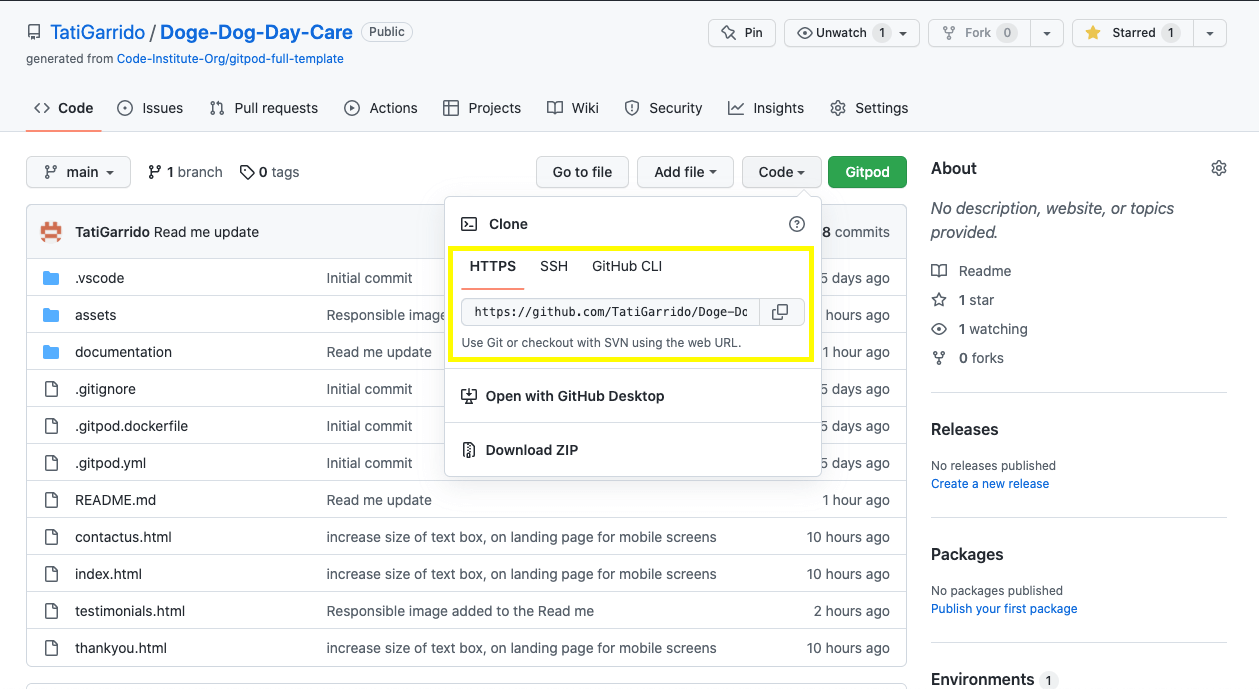 TatiGarrido / Doge-Dog-Day-Care Public
Pin
Unwatch 1
Fork 0
Starred 1
generated from Code-Institute-Org/gitpod-full-template
Code
Issues
Pull requests
Actions
Projects
Wiki
Security
Insights
Settings
main
1 branch
0 tags
Go to file
Add file
Code
Gitpod
TatiGarrido Read me update
8 commits
.vscode Initial commit 5 days ago
assets Responsible image hours ago
documentation Read me update 1 hour ago
.gitignore Initial commit 5 days ago
.gitpod.dockerfile Initial commit 5 days ago
.gitpod.yml Initial commit 5 days ago
README.md Read me update 1 hour ago
contactus.html increase size of text box, on landing page for mobile screens 10 hours ago
index.html increase size of text box, on landing page for mobile screens 10 hours ago
testimonials.html Responsible image added to the Read me 2 hours ago
thankyou.html increase size of text box, on landing page for mobile screens 10 hours ago
Clone
HTTPS SSH GitHub CLI
https://github.com/TatiGarrido/Doge-Do
Use Git or checkout with SVN using the web URL.
Open with GitHub Desktop
Download ZIP
About
No description, website, or topics
provided.
Readme
1 star
1 watching
0 forks
Releases
No releases published
Create a new release
Packages
No packages published
Publish your first package
Environments 1